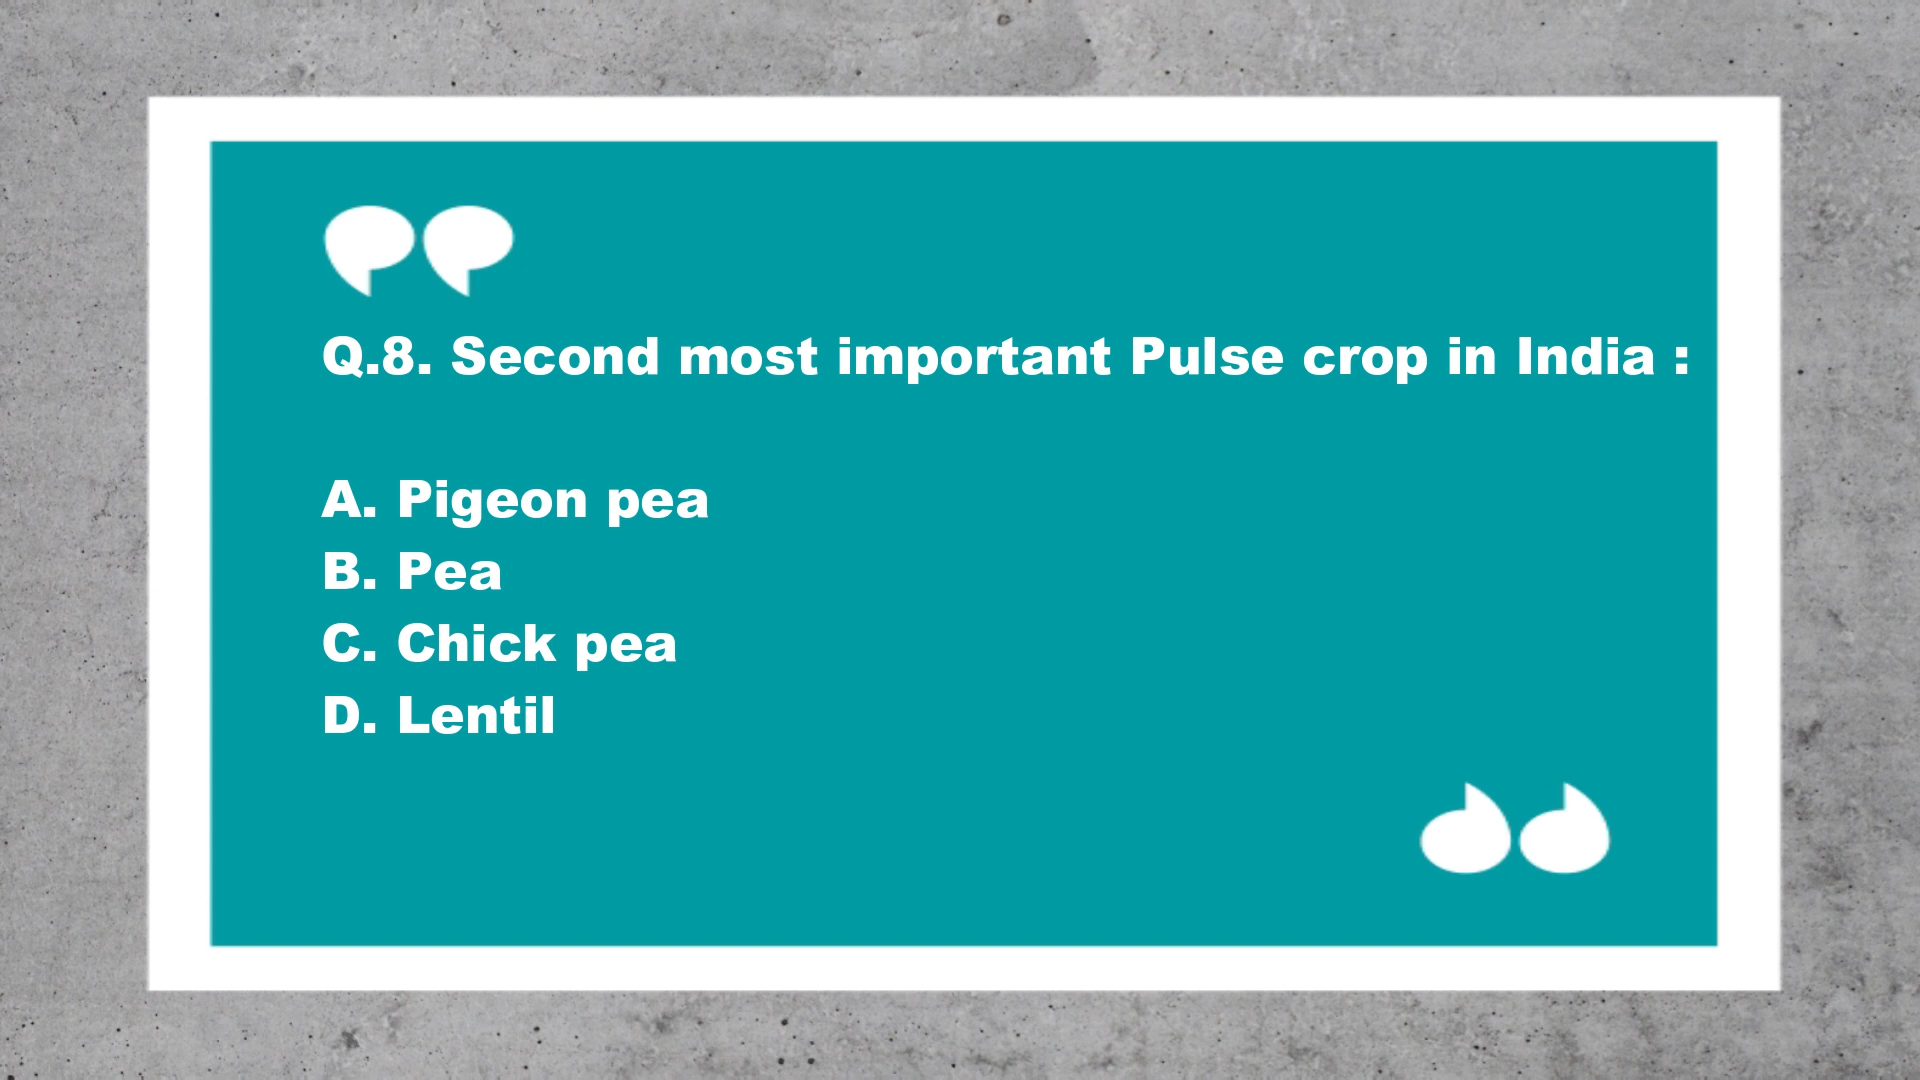 Q.8. Second most important Pulse crop in India :
A. Pigeon pea
B. Pea
C. Chick pea
D. Lentil